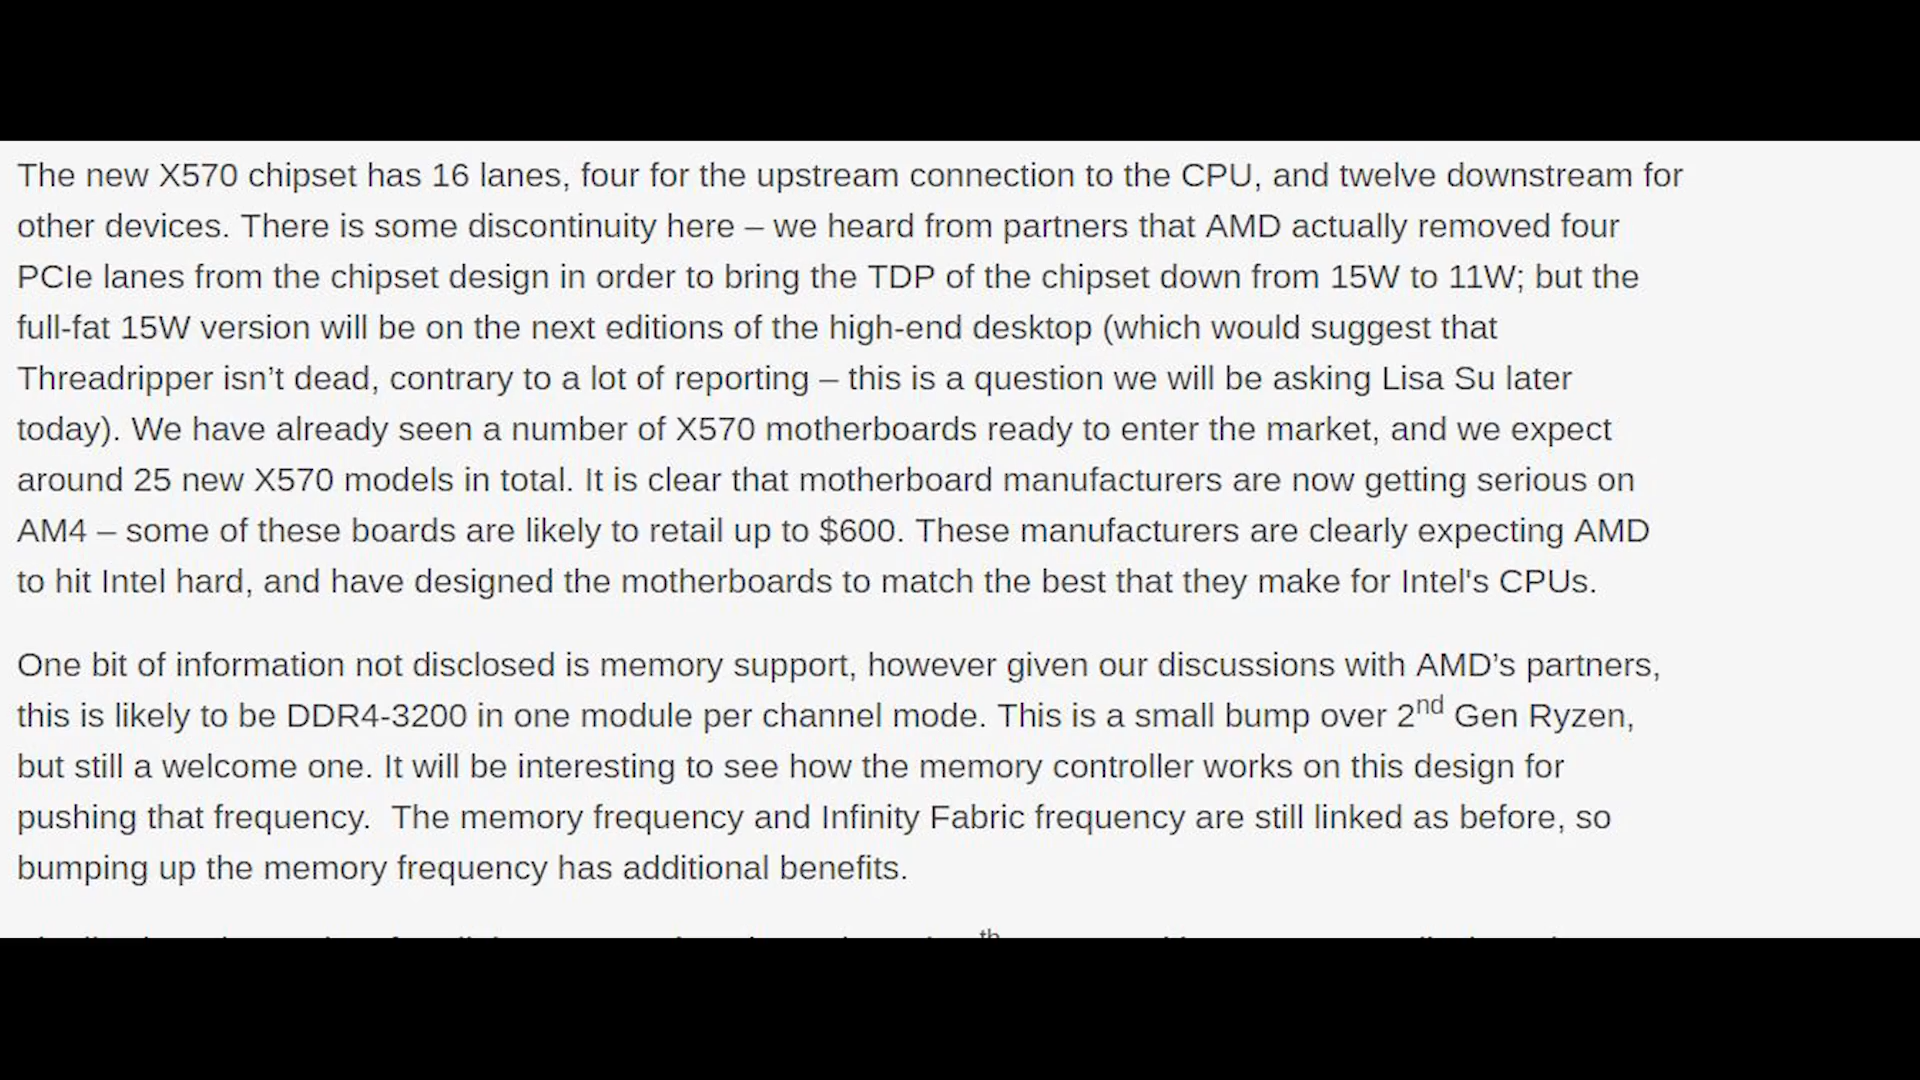 The new X570 chipset has 16 lanes, four for the upstream connection to the CPU, and twelve downstream for
other devices. There is some discontinuity here – we heard from partners that AMD actually removed four
PCIe lanes from the chipset design in order to bring the TDP of the chipset down from 15W to 11W; but the
full-fat 15W version will be on the next editions of the high-end desktop (which would suggest that
Threadripper isn’t dead, contrary to a lot of reporting – this is a question we will be asking Lisa Su later
today). We have already seen a number of X570 motherboards ready to enter the market, and we expect
around 25 new X570 models in total. It is clear that motherboard manufacturers are now getting serious on
AM4 – some of these boards are likely to retail up to $600. These manufacturers are clearly expecting AMD
to hit Intel hard, and have designed the motherboards to match the best that they make for Intel's CPUs.
One bit of information not disclosed is memory support, however given our discussions with AMD’s partners,
this is likely to be DDR4-3200 in one module per channel mode. This is a small bump over 2nd Gen Ryzen,
but still a welcome one. It will be interesting to see how the memory controller works on this design for
pushing that frequency.  The memory frequency and Infinity Fabric frequency are still linked as before, so
bumping up the memory frequency has additional benefits.